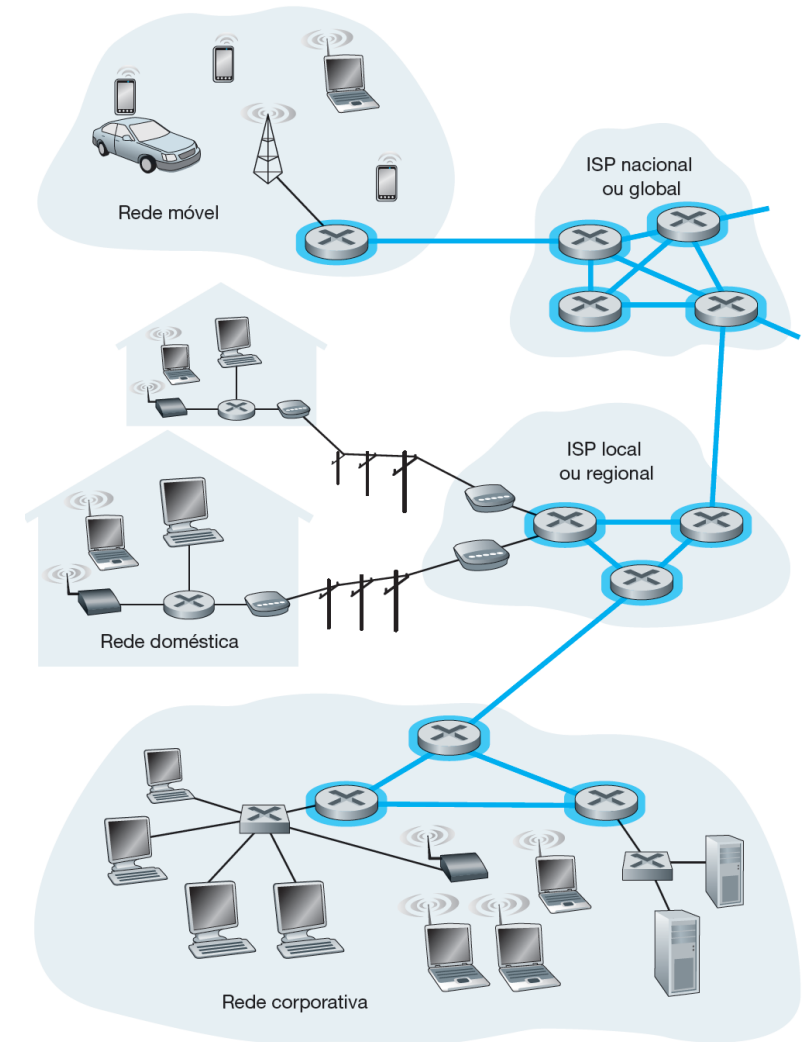 ISP nacional
ou global
Rede móvel
ISP local
ou regional
Rede doméstica
Rede corporativa